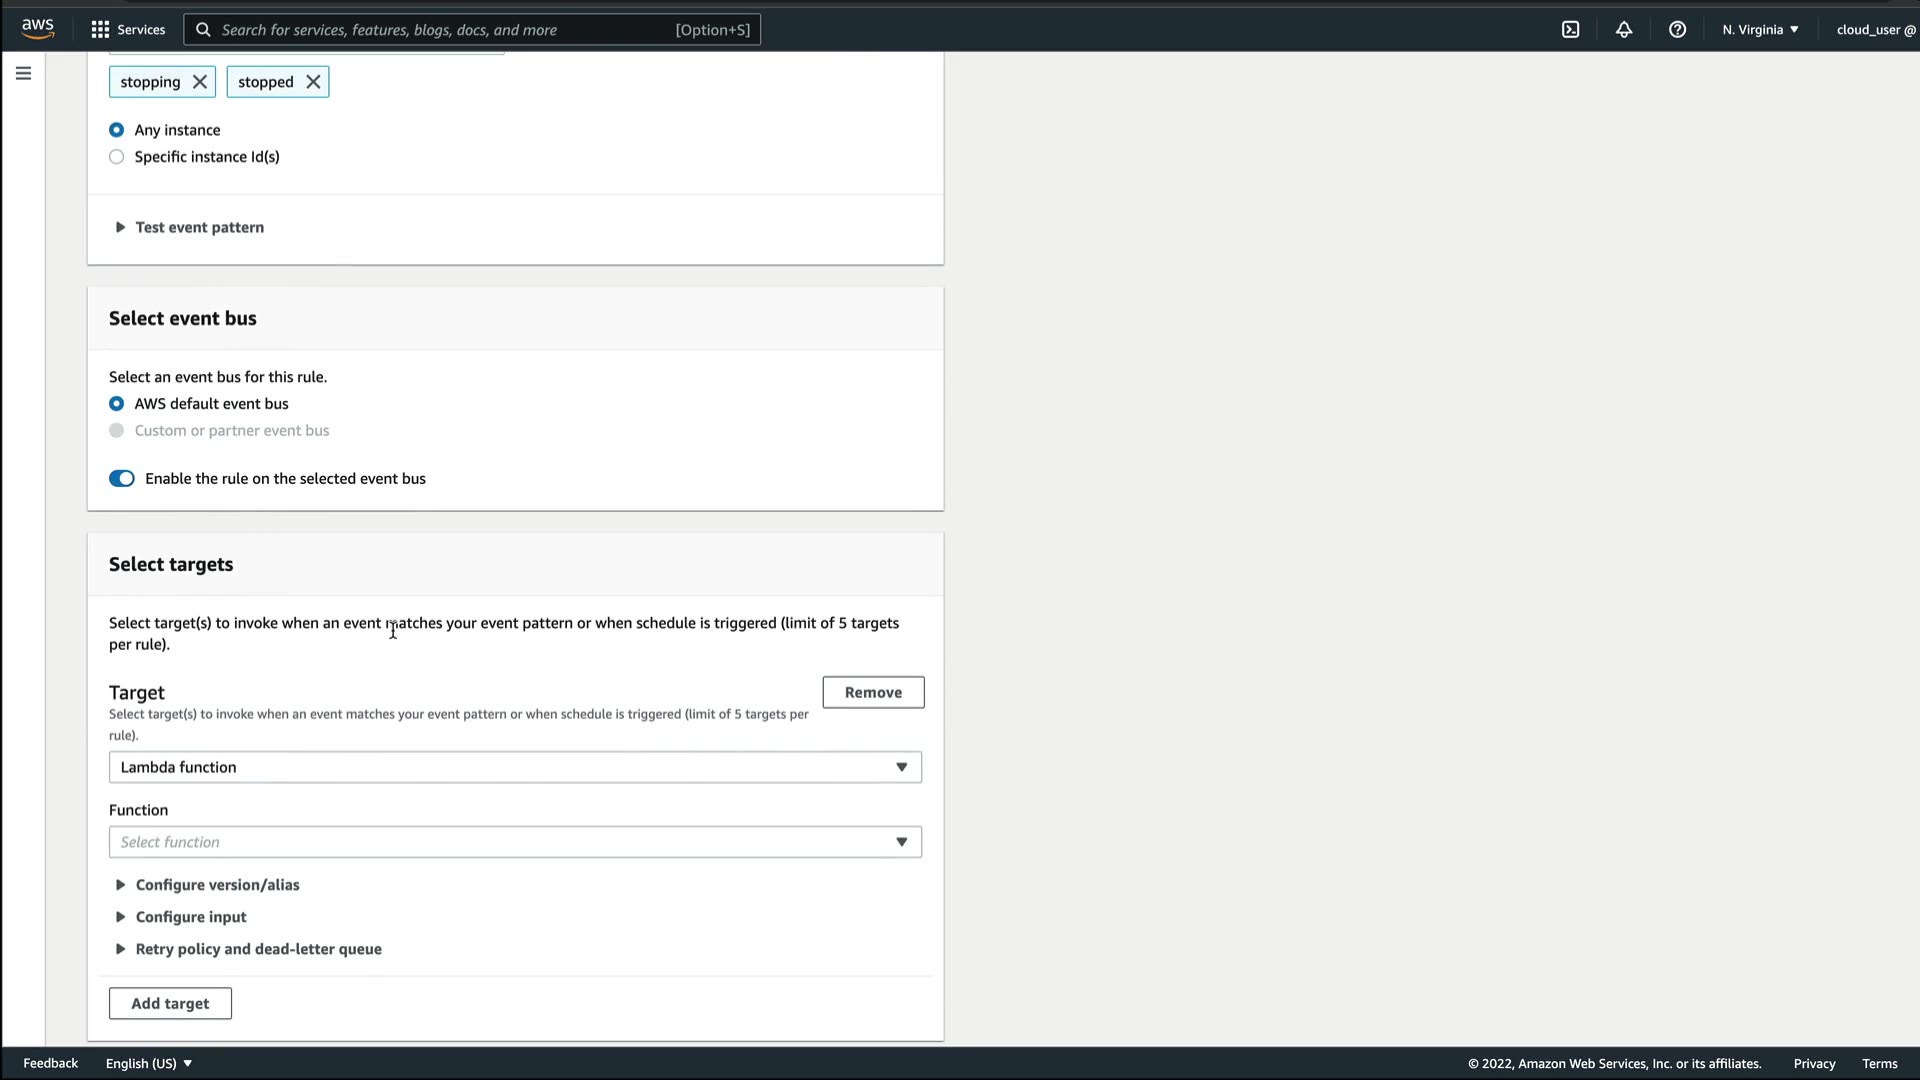 aws
Services
Search for services, features, blogs, docs, and more
[Option+S]
N. Virginia
cloud_user @
stopping
stopped
Any instance
Specific instance Id(s)
Test event pattern
Select event bus
Select an event bus for this rule.
AWS default event bus
Custom or partner event bus
Enable the rule on the selected event bus
Select targets
Select target(s) to invoke when an event matches your event pattern or when schedule is triggered (limit of 5 targets
per rule).
Target
Remove
Select target(s) to invoke when an event matches your event pattern or when schedule is triggered (limit of 5 targets per
rule).
Lambda function
Function
Select function
Configure version/alias
Configure input
Retry policy and dead-letter queue
Add target
Feedback
English (US)
© 2022, Amazon Web Services, Inc. or its affiliates.
Privacy
Terms